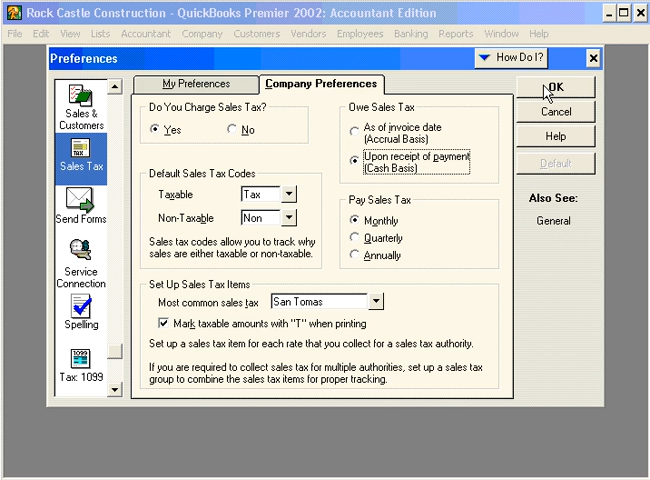 Rock Castle Construction - QuickBooks Premier 2002: Accountant Edition
File Edit View Lists Accountant Company Customers Vendors Employees Banking Reports Window Help
Preferences
How Do I?
My Preferences
Company Preferences
Sales &
Customers
Sales Tax
Send Forms
Service
Connection
Spelling
1099
Tax: 1099
Do You Charge Sales Tax?
Yes No
Default Sales Tax Codes
Taxable Tax
Non-Taxable Non
Sales tax codes allow you to track why
sales are either taxable or non-taxable.
Owe Sales Tax
As of invoice date
(Accrual Basis)
Upon receipt of payment
(Cash Basis)
Pay Sales Tax
Monthly
Quarterly
Annually
Set Up Sales Tax Items
Most common sales tax San Tomas
Mark taxable amounts with "T" when printing
Set up a sales tax item for each rate that you collect for a sales tax authority.
If you are required to collect sales tax for multiple authorities, set up a sales tax
group to combine the sales tax items for proper tracking.
OK
Cancel
Help
Default
Also See:
General